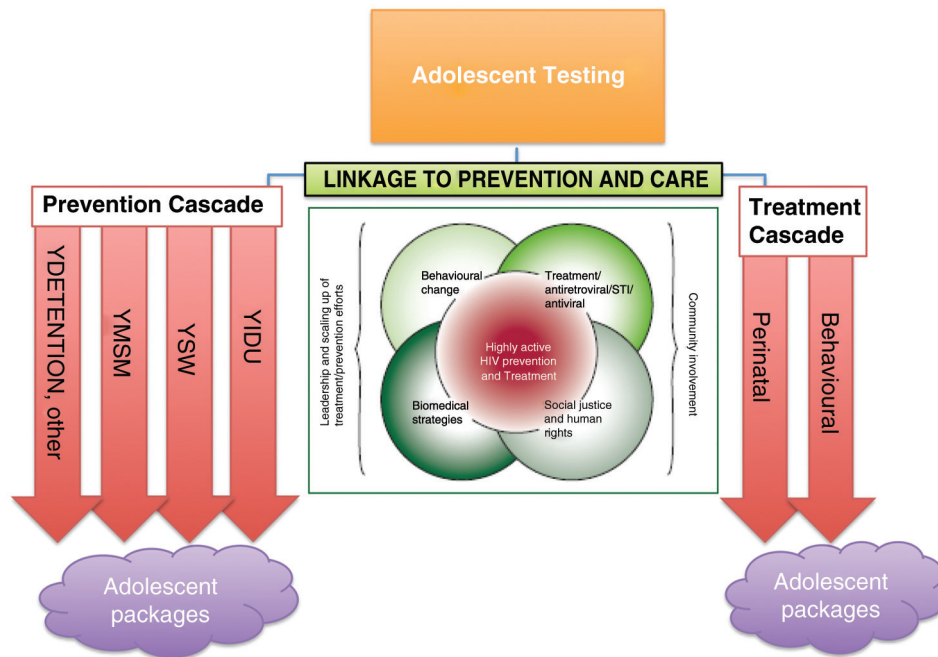 Adolescent Testing
LINKAGE TO PREVENTION AND CARE
Prevention Cascade
YDETENTION, other
YMSM
YSW
YIDU
Adolescent
packages
Leadership and scaling up of
treatment/prevention efforts
Behavioural
change
Treatment/
antiretroviral/STI/
antiviral
Highly active
HIV prevention
and Treatment
Biomedical
strategies
Social justice
and human
rights
Community involvement
Treatment
Cascade
Perinatal
Behavioural
Adolescent
packages